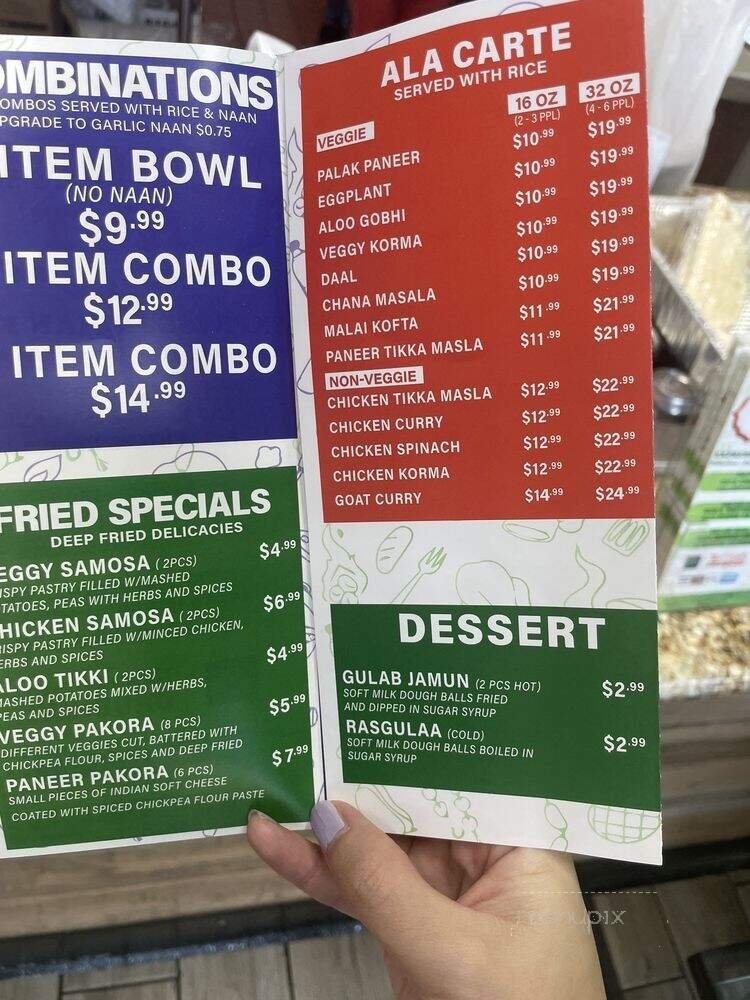 OMBINATIONS
OMBOS SERVED WITH RICE & NAAN
PGRADE TO GARLIC NAAN $0.75
ITEM BOWL
(NO NAAN)
$9.99
ITEM COMBO
$12.99
ITEM COMBO
$14.99
FRIED SPECIALS
DEEP FRIED DELICACIES
EGGY SAMOSA (2PCS) $4.99
ISPY PASTRY FILLED W/MASHED
TATOES, PEAS WITH HERBS AND SPICES
HICKEN SAMOSA (2PCS) $6.99
ISPY PASTRY FILLED W/MINCED CHICKEN,
ERBS AND SPICES
ALOO TIKKI (2PCS) $4.99
MASHED POTATOES MIXED W/HERBS,
PEAS AND SPICES
VEGGY PAKORA (8 PCS) $5.99
DIFFERENT VEGGIES CUT, BATTERED WITH
CHICKPEA FLOUR, SPICES AND DEEP FRIED
PANEER PAKORA (6 PCS) $7.99
SMALL PIECES OF INDIAN SOFT CHEESE
COATED WITH SPICED CHICKPEA FLOUR PASTE
ALA CARTE
SERVED WITH RICE
16 OZ 32 OZ
(2-3 PPL) (4-6 PPL)
VEGGIE
PALAK PANEER $10.99 $19.99
EGGPLANT $10.99 $19.99
ALOO GOBHI $10.99 $19.99
VEGGY KORMA $10.99 $19.99
DAAL $10.99 $19.99
CHANA MASALA $10.99 $19.99
MALAI KOFTA $11.99 $21.99
PANEER TIKKA MASLA $11.99 $21.99
NON-VEGGIE
CHICKEN TIKKA MASLA $12.99 $22.99
CHICKEN CURRY $12.99 $22.99
CHICKEN SPINACH $12.99 $22.99
CHICKEN KORMA $12.99 $22.99
GOAT CURRY $14.99 $24.99
DESSERT
GULAB JAMUN (2 PCS HOT) $2.99
SOFT MILK DOUGH BALLS FRIED
AND DIPPED IN SUGAR SYRUP
RASGULAA (COLD) $2.99
SOFT MILK DOUGH BALLS BOILED IN
SUGAR SYRUP
menupix